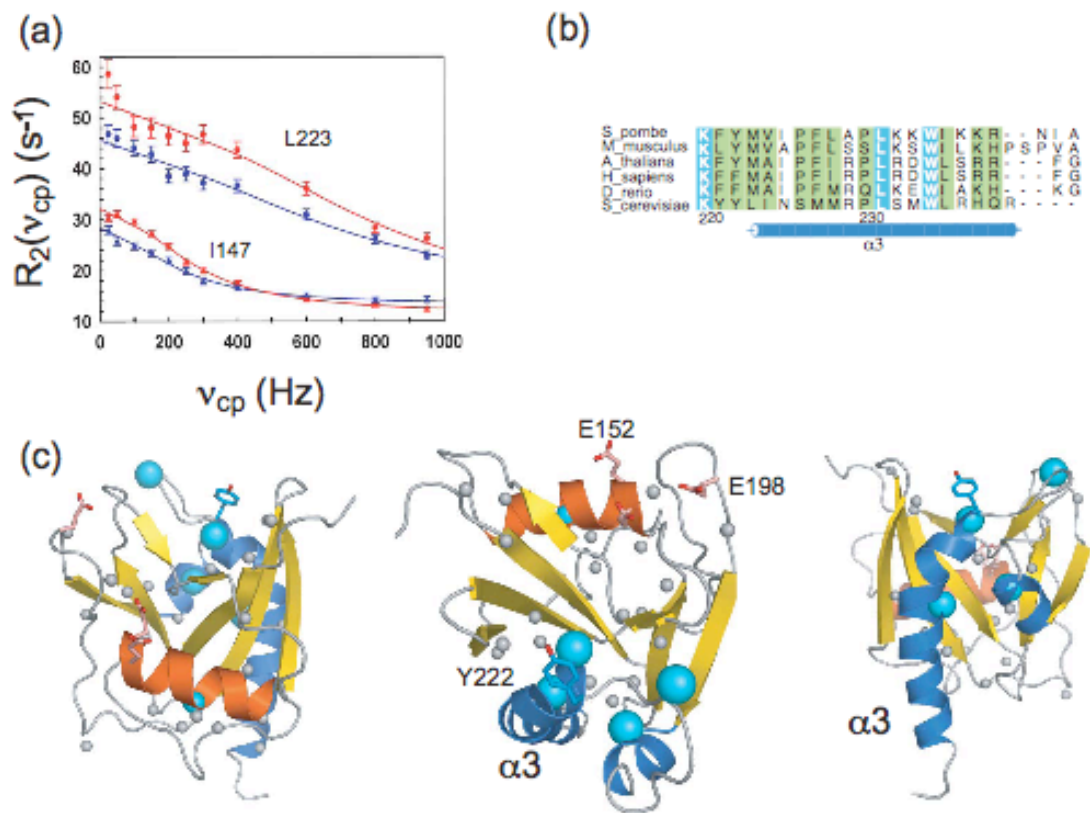 (a)
(b)
60
50
40
30
20
10
R2(νcp) (s-1)
L223
I147
0 200 400 600 800 1000
νcp (Hz)
S_pombe K F Y M V I P F L A P L K K W I K K R - - N I A
M_musculus K L Y M V A P F L S S L K S W I L K H P S P V A
A_thaliana K F F M A I P F L R P L R D W L S R R - - - F G
H_sapiens K F F M A I P F L R P L R D W L S R R - - - F G
D_rerio K F F M A I P F M R Q L K E W I A K H - - - K G
S_cerevisiae K Y Y L I N S M M R P L S M W L R H Q R - - - -
220 230
α3
(c)
E152
E198
Y222
α3
α3